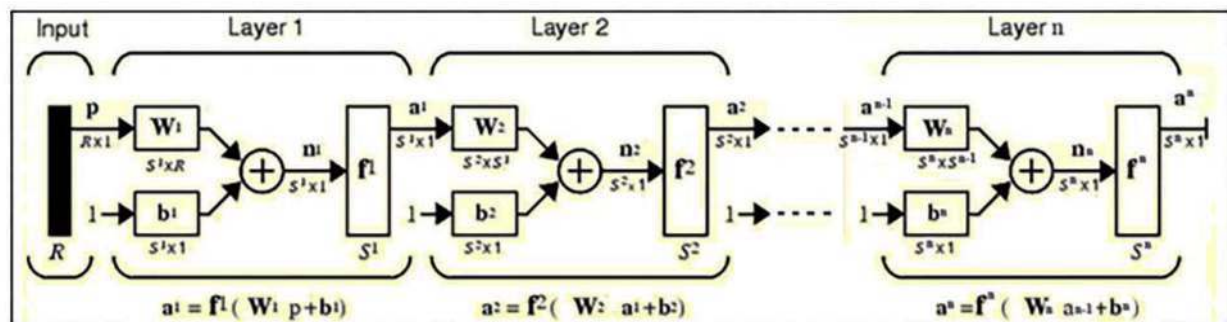 Input Layer 1 Layer 2 Layer n
p a¹ a² aⁿ⁻¹ aⁿ
W₁ W₂ Wₙ
R×1 S¹×1 S²×1 Sⁿ⁻¹×1 Sⁿ×1
S¹×R n₁ S²×S¹ n₂ Sⁿ×Sⁿ⁻¹ nₙ
+ f¹ + f² + fⁿ
S¹×1 S²×1 Sⁿ×1
1 b¹ 1 b² 1 1 bⁿ
R S¹×1 S¹ S²×1 S² Sⁿ×1 Sⁿ
a¹ = f¹( W₁ p+b¹) a² = f²( W₂ a¹+b²) aⁿ=fⁿ ( Wₙ aₙ₋₁+bⁿ)